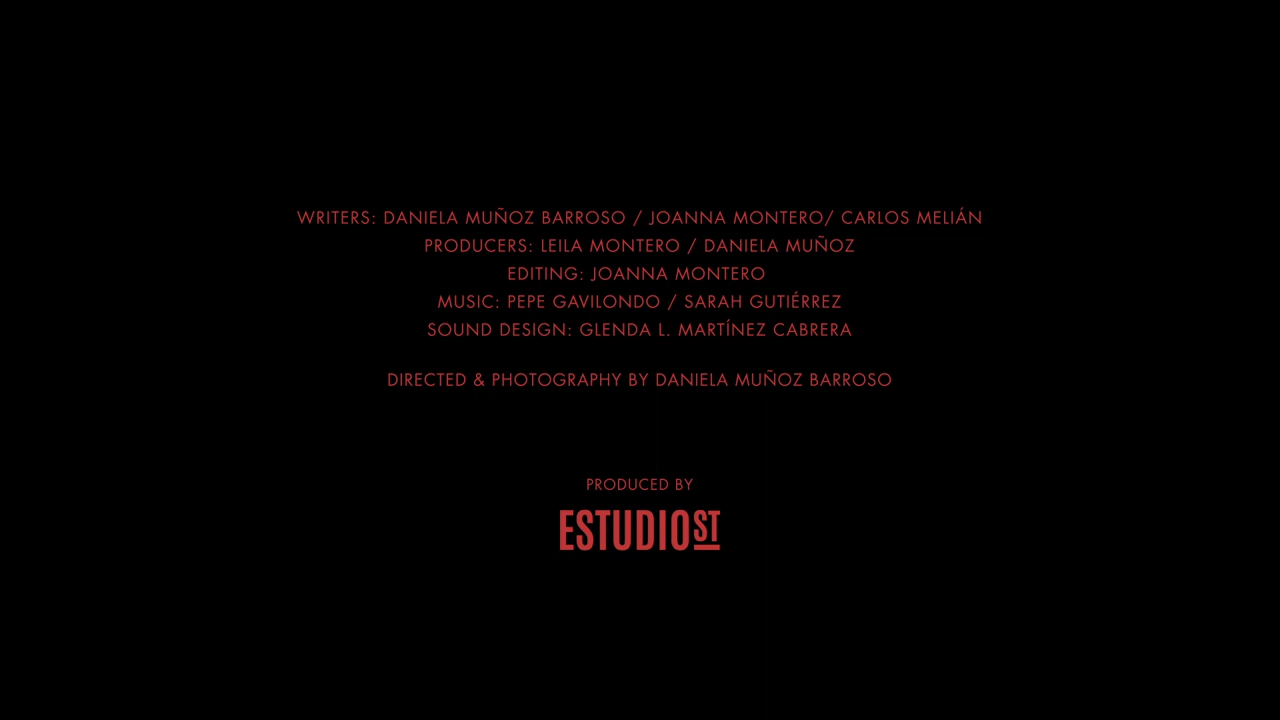 WRITERS: DANIELA MUÑOZ BARROSO / JOANNA MONTERO/ CARLOS MELIÁN
PRODUCERS: LEILA MONTERO / DANIELA MUÑOZ
EDITING: JOANNA MONTERO
MUSIC: PEPE GAVILONDO / SARAH GUTIÉRREZ
SOUND DESIGN: GLENDA L. MARTÍNEZ CABRERA
DIRECTED & PHOTOGRAPHY BY DANIELA MUÑOZ BARROSO
PRODUCED BY
ESTUDIOST